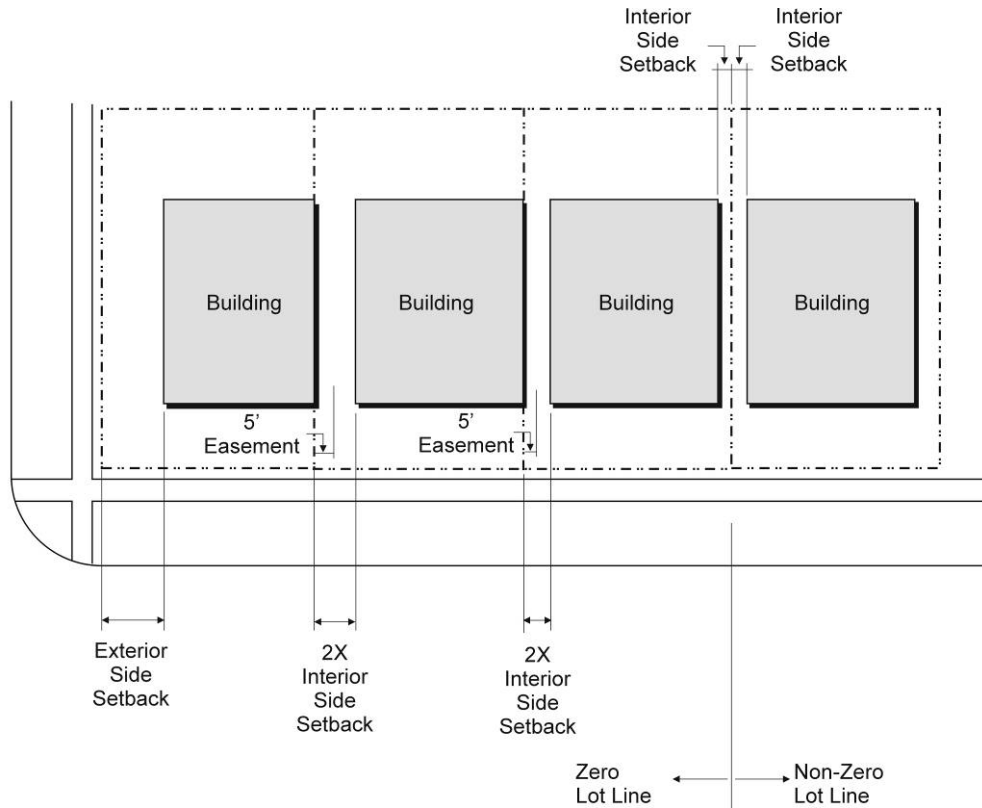 Interior
Side
Setback
Interior
Side
Setback
Building
Building
Building
Building
5’
Easement
5’
Easement
Exterior
Side
Setback
2X
Interior
Side
Setback
2X
Interior
Side
Setback
Zero
Lot Line
Non-Zero
Lot Line